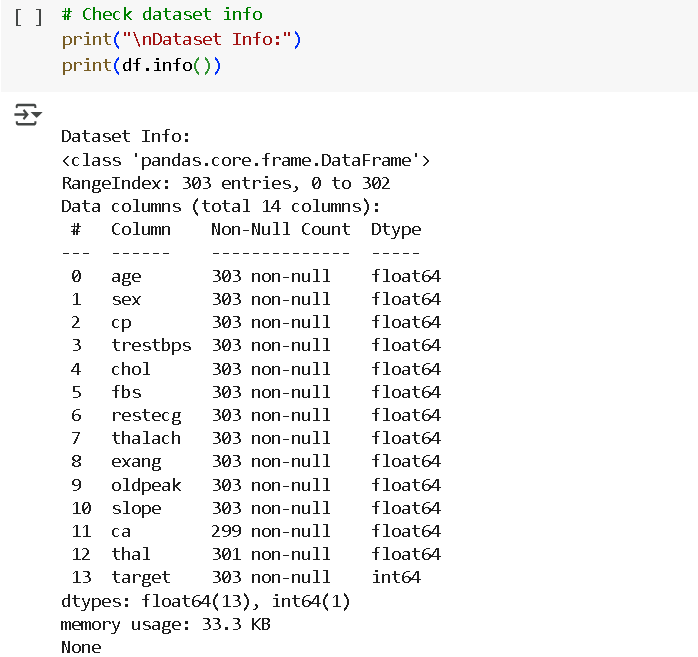 [ ] # Check dataset info
print("\nDataset Info:")
print(df.info())
Dataset Info:
<class 'pandas.core.frame.DataFrame'>
RangeIndex: 303 entries, 0 to 302
Data columns (total 14 columns):
 #   Column    Non-Null Count  Dtype
---  ------    --------------  -----
 0   age       303 non-null    float64
 1   sex       303 non-null    float64
 2   cp        303 non-null    float64
 3   trestbps  303 non-null    float64
 4   chol      303 non-null    float64
 5   fbs       303 non-null    float64
 6   restecg   303 non-null    float64
 7   thalach   303 non-null    float64
 8   exang     303 non-null    float64
 9   oldpeak   303 non-null    float64
 10  slope     303 non-null    float64
 11  ca        299 non-null    float64
 12  thal      301 non-null    float64
 13  target    303 non-null    int64
dtypes: float64(13), int64(1)
memory usage: 33.3 KB
None